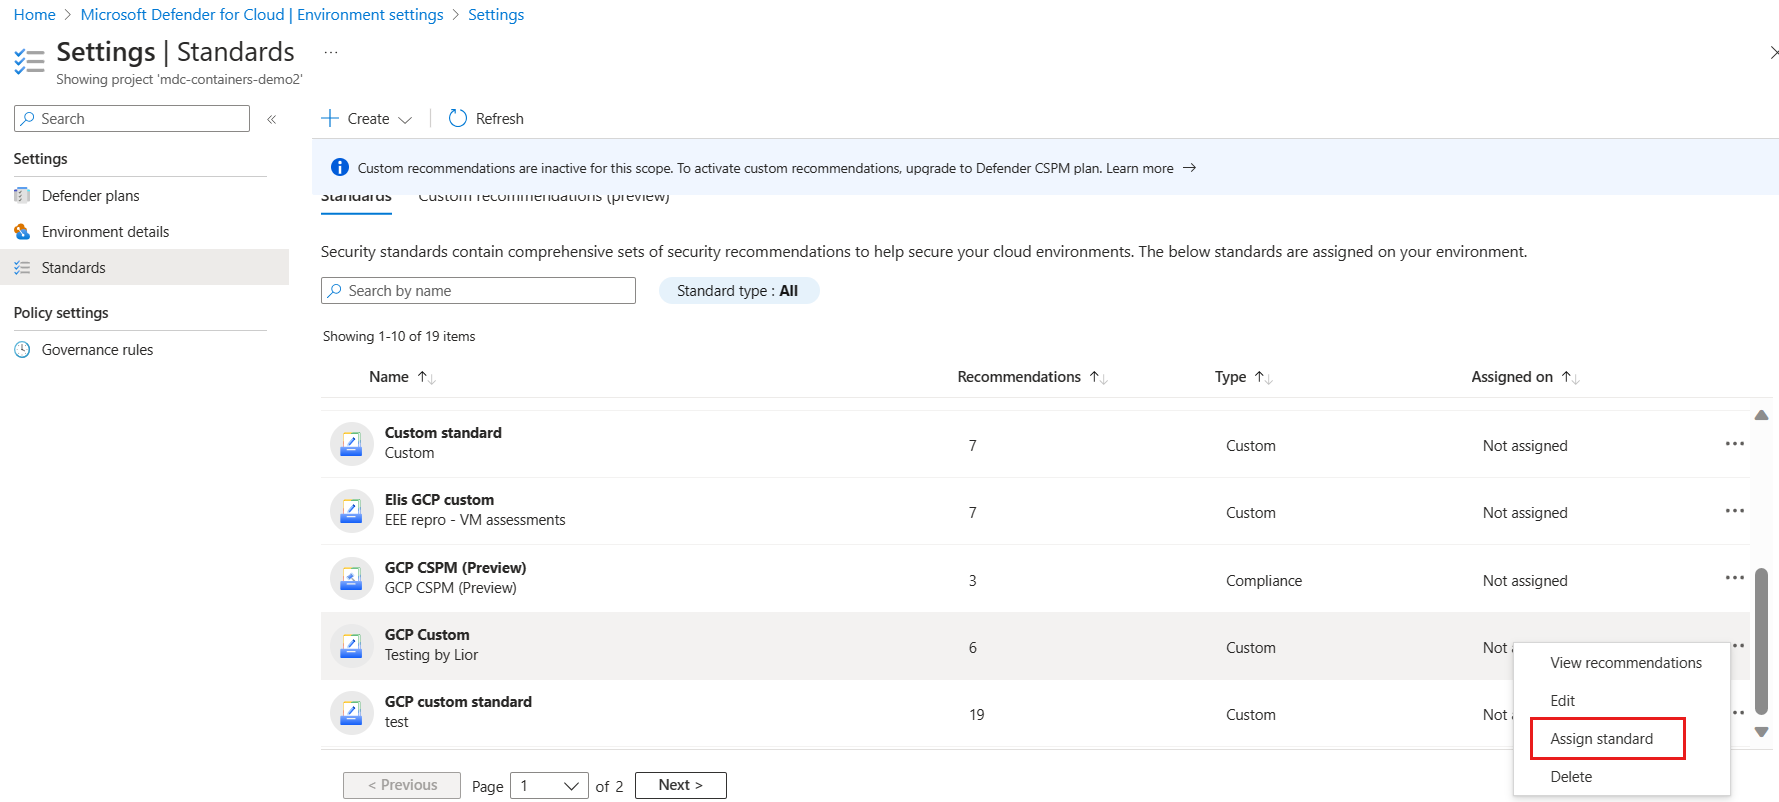 Home > Microsoft Defender for Cloud | Environment settings > Settings
Settings | Standards ...
Showing project 'mdc-containers-demo2'
Search «
+ Create Refresh
Settings
Custom recommendations are inactive for this scope. To activate custom recommendations, upgrade to Defender CSPM plan. Learn more →
Defender plans
Environment details
Standards
Policy settings
Governance rules
Standards Custom recommendations (preview)
Security standards contain comprehensive sets of security recommendations to help secure your cloud environments. The below standards are assigned on your environment.
Search by name Standard type : All
Showing 1-10 of 19 items
Name ↑↓ Recommendations ↑↓ Type ↑↓ Assigned on ↑↓
Custom standard
Custom 7 Custom Not assigned ...
Elis GCP custom
EEE repro - VM assessments 7 Custom Not assigned ...
GCP CSPM (Preview)
GCP CSPM (Preview) 3 Compliance Not assigned ...
GCP Custom
Testing by Lior 6 Custom Not
GCP custom standard
test 19 Custom Not
View recommendations
Edit
Assign standard
Delete
< Previous Page 1 of 2 Next >